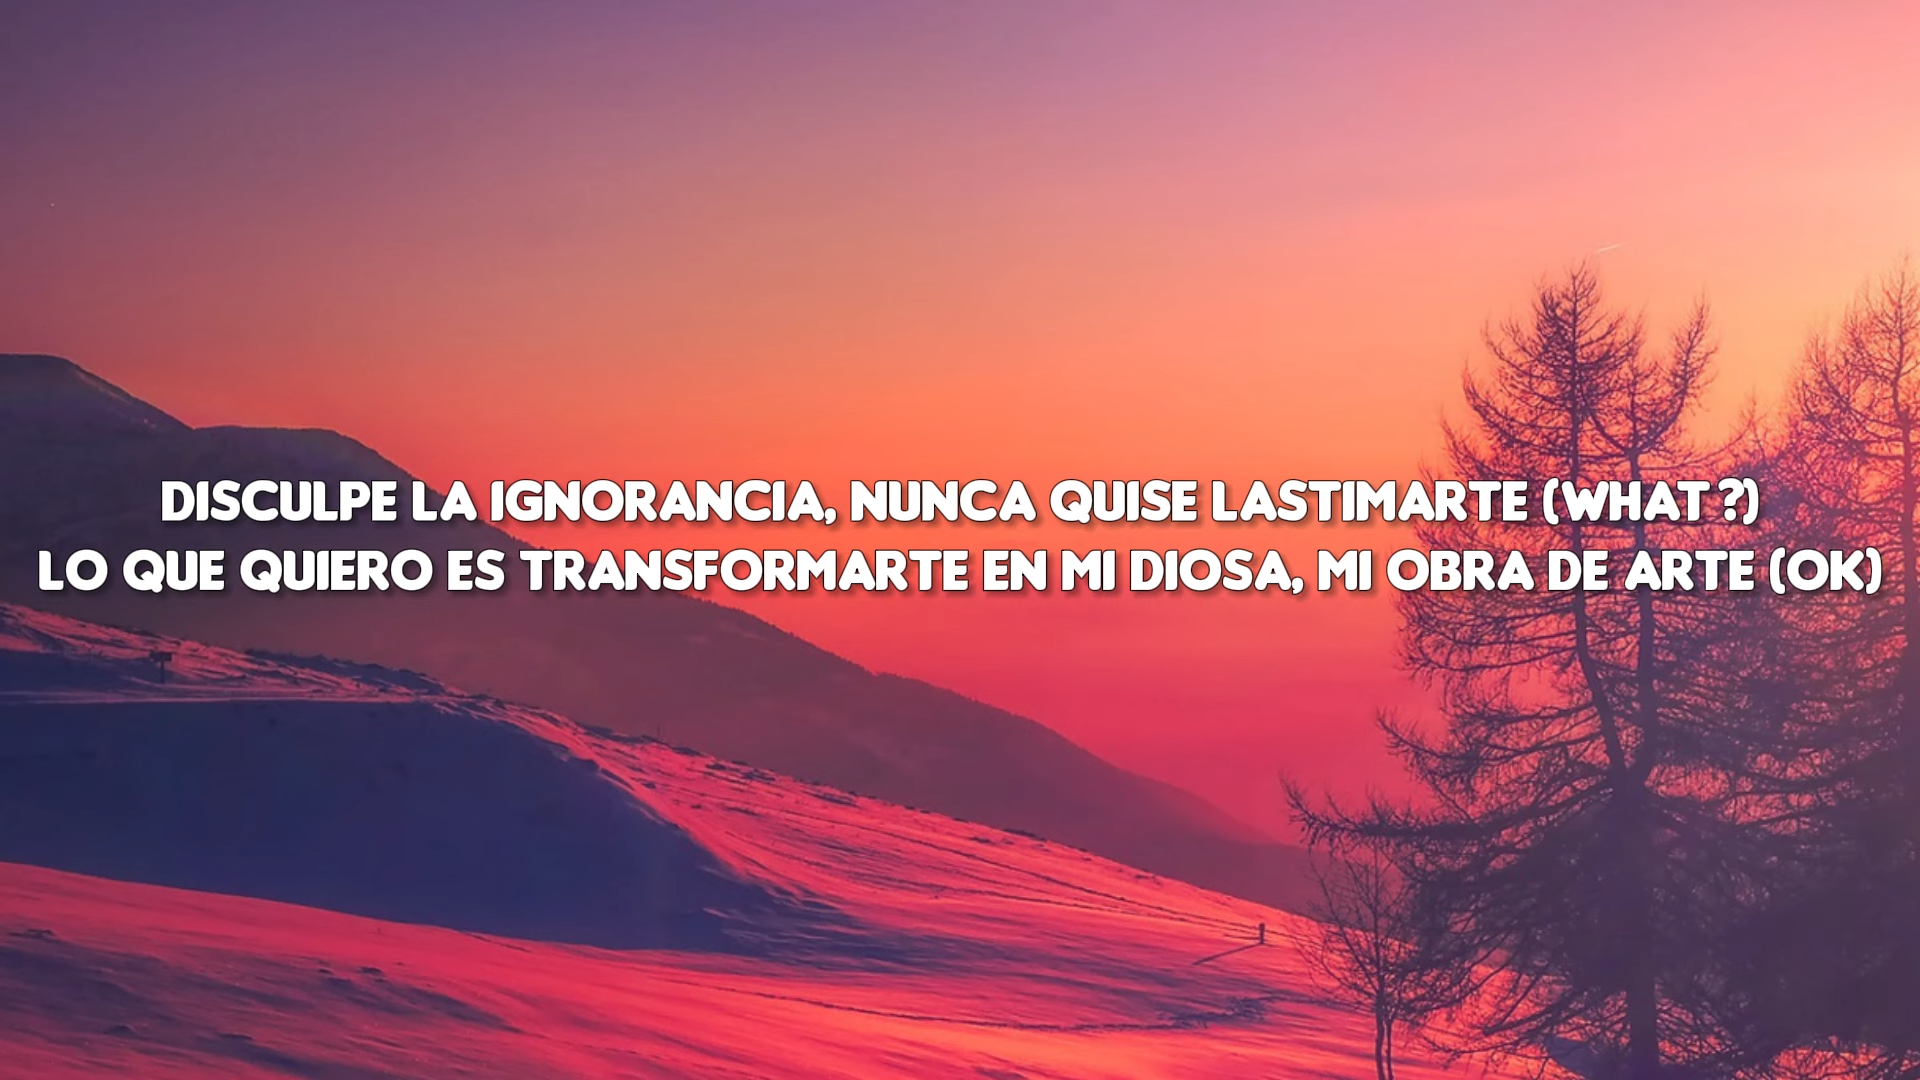 DISCULPE LA IGNORANCIA, NUNCA QUISE LASTIMARTE (WHAT?)
LO QUE QUIERO ES TRANSFORMARTE EN MI DIOSA, MI OBRA DE ARTE (OK)